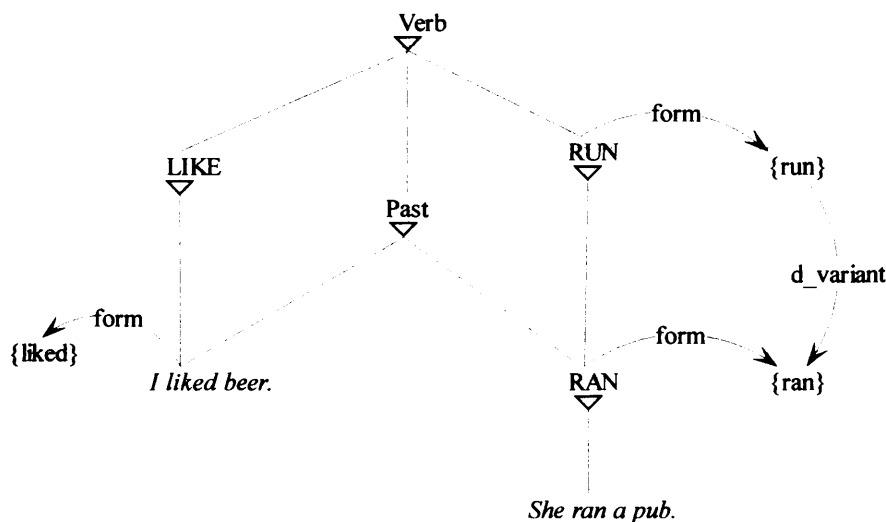 Verb
form
LIKE
RUN
{run}
Past
d_variant
form
form
{liked}
I liked beer.
RAN
{ran}
She ran a pub.